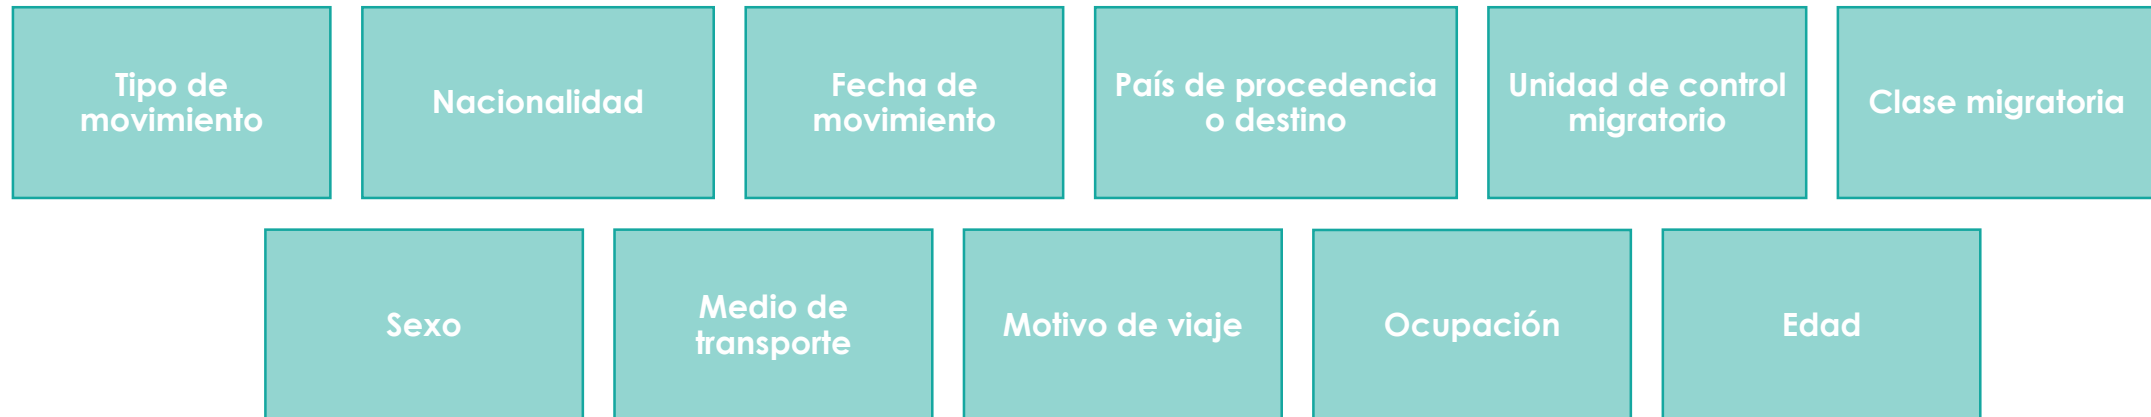 Tipo de
movimiento
Nacionalidad
Fecha de
movimiento
País de procedencia
o destino
Unidad de control
migratorio
Clase migratoria
Sexo
Medio de
transporte
Motivo de viaje
Ocupación
Edad